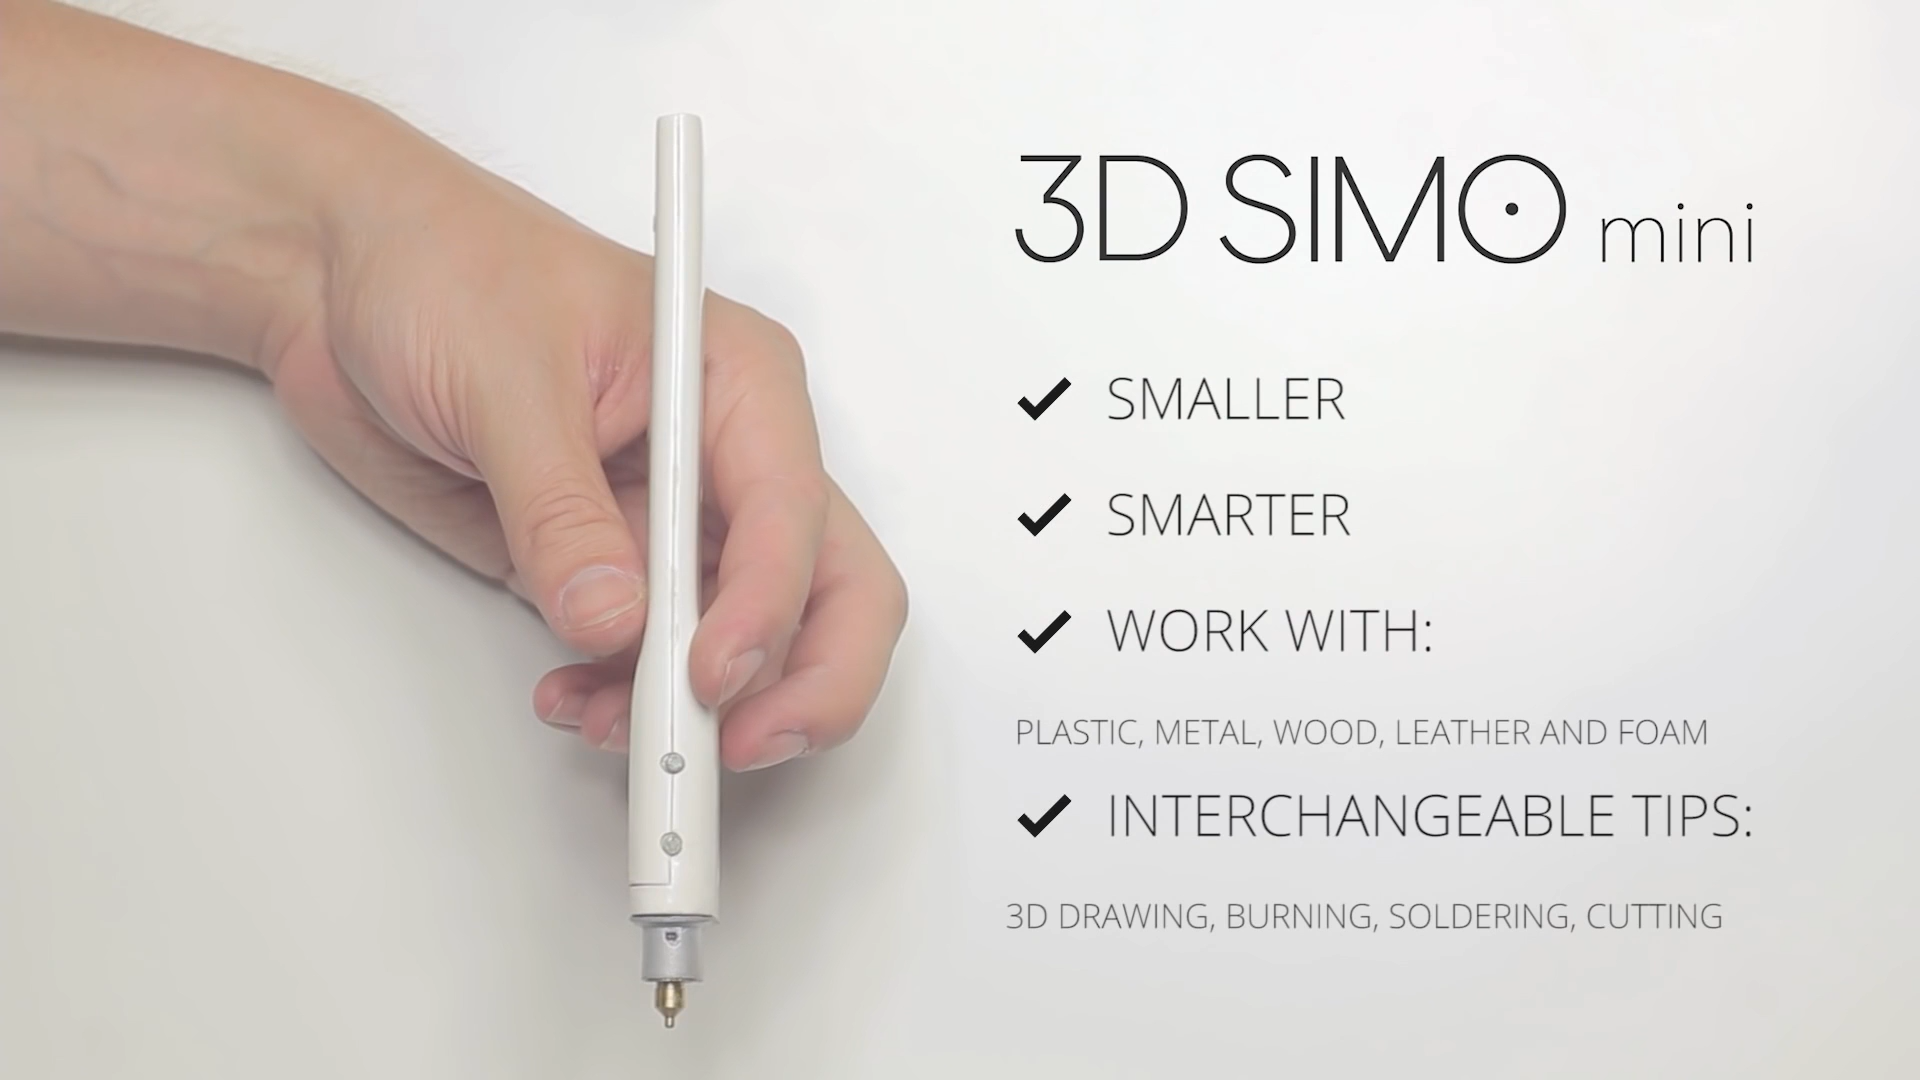 3D SIMO mini
SMALLER
SMARTER
WORK WITH:
PLASTIC, METAL, WOOD, LEATHER AND FOAM
INTERCHANGEABLE TIPS:
3D DRAWING, BURNING, SOLDERING, CUTTING